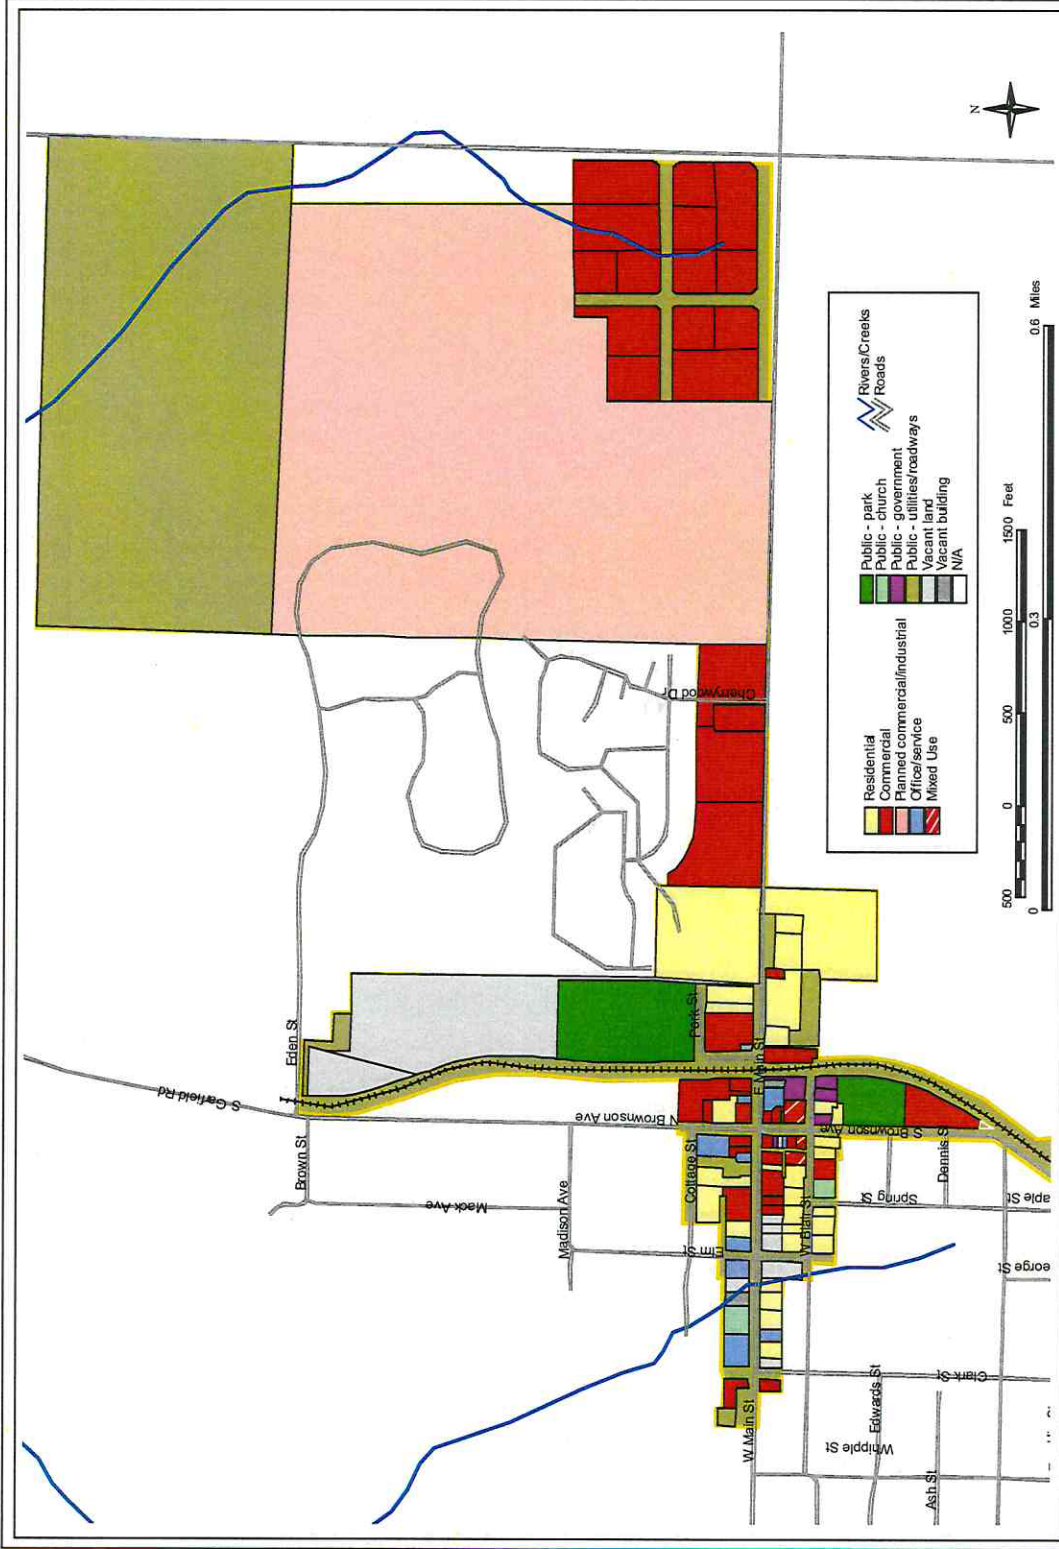 N
S Garfield Rd
Eden St
Brown St
Mack Ave
Madison Ave
N Brownson Ave
Cottage St
Elm St
Park St
Cherrywood Dr
E Main St
W Main St
W Blair St
S Brownson Ave
Spring St
Dennis S
aple St
eorge St
Clark St
Edwards St
Whipple St
Ash St
Residential
Commercial
Planned commercial/industrial
Office/service
Mixed Use
Public - park
Public - church
Public - government
Public - utilities/roadways
Vacant land
Vacant building
N/A
Rivers/Creeks
Roads
500 0 500 1000 1500 Feet
0 0.3 0.6 Miles